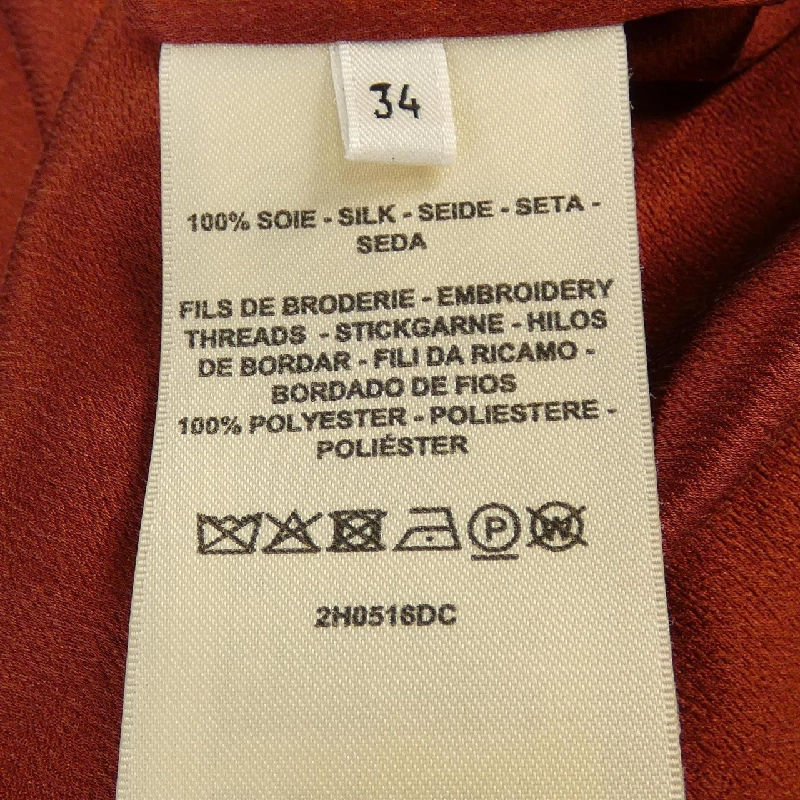 34
100% SOIE - SILK - SEIDE - SETA -
SEDA
FILS DE BRODERIE - EMBROIDERY
THREADS - STICKGARNE - HILOS
DE BORDAR - FILI DA RICAMO -
BORDADO DE FIOS
100% POLYESTER - POLIESTERE -
POLIÉSTER
P W
2H0516DC